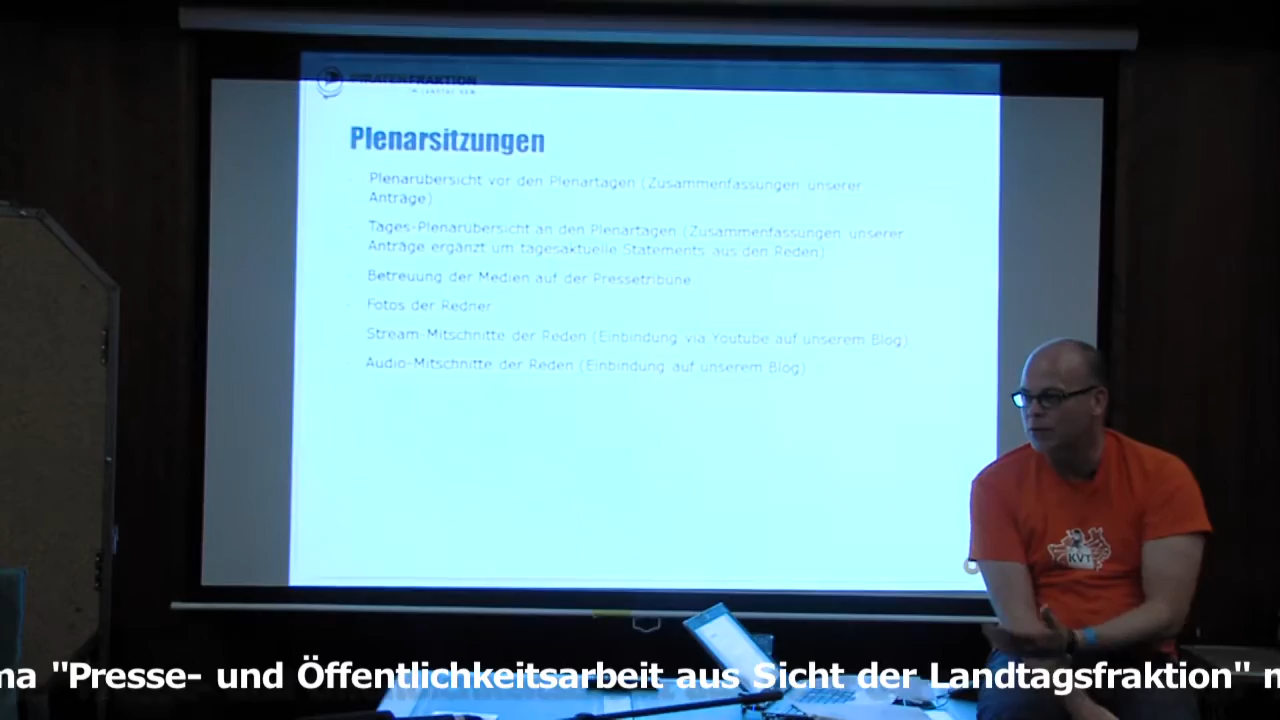 PIRATENFRAKTION
IM LANDTAG NRW
Plenarsitzungen
Plenarübersicht vor den Plenartagen (Zusammenfassungen unserer
Anträge)
Tages-Plenarübersicht an den Plenartagen (Zusammenfassungen unserer
Anträge ergänzt um tagesaktuelle Statements aus den Reden)
Betreuung der Medien auf der Pressetribüne
Fotos der Redner
Stream-Mitschnitte der Reden (Einbindung via Youtube auf unserem Blog)
Audio-Mitschnitte der Reden (Einbindung auf unserem Blog)
KVT
"Presse- und Öffentlichkeitsarbeit aus Sicht der Landtagsfraktion"